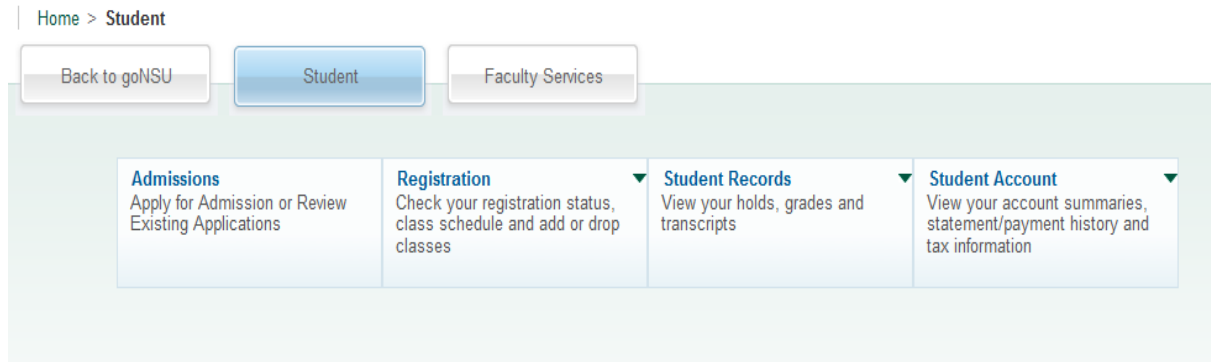 Home > Student
Back to goNSU
Student
Faculty Services
Admissions
Apply for Admission or Review
Existing Applications
Registration
Check your registration status,
class schedule and add or drop
classes
Student Records
View your holds, grades and
transcripts
Student Account
View your account summaries,
statement/payment history and
tax information